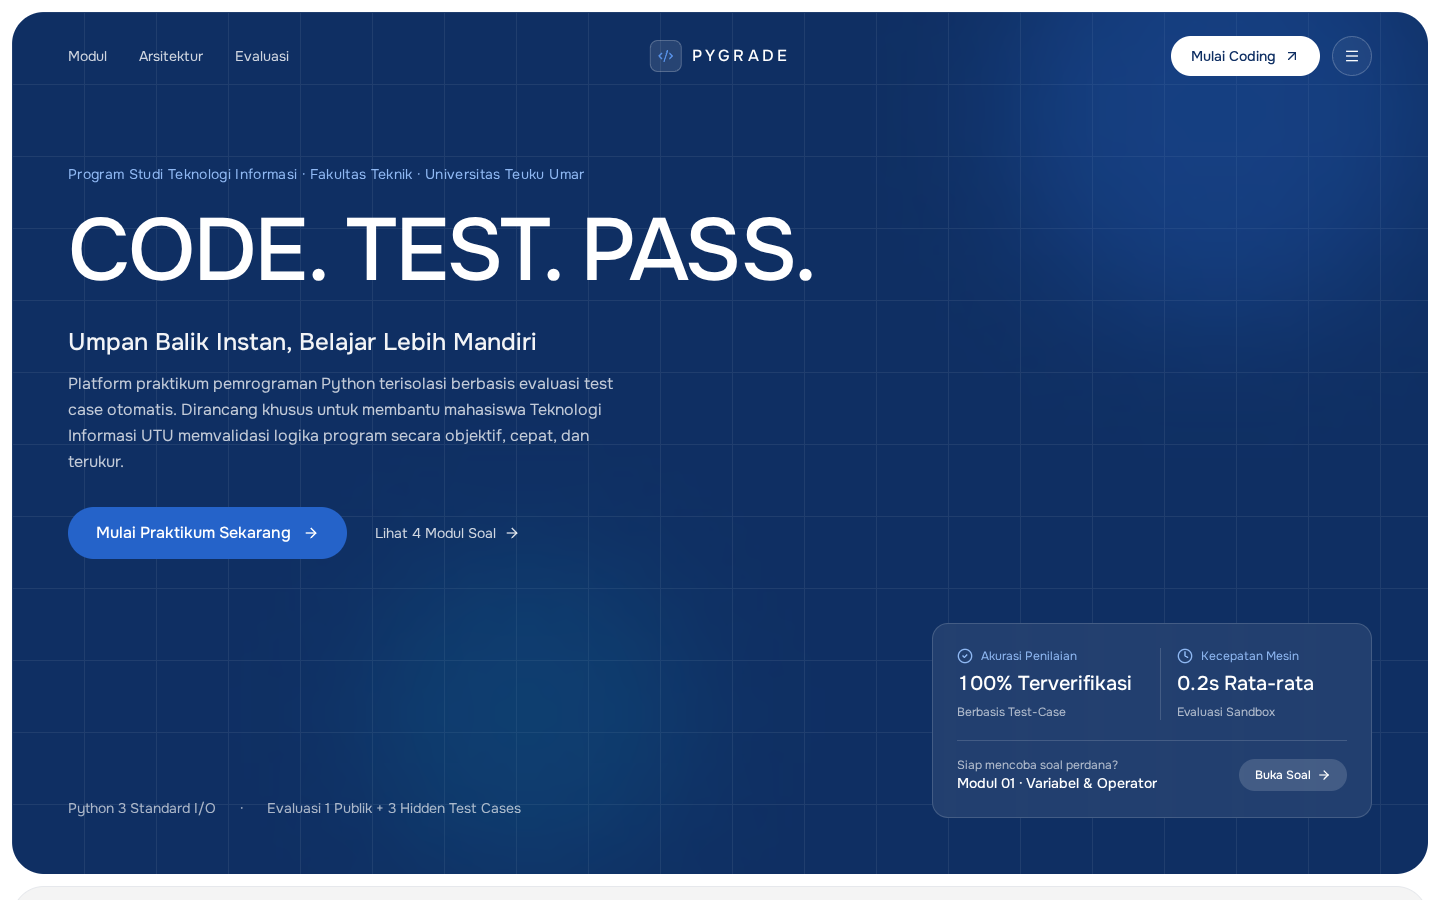 Modul
Arsitektur
Evaluasi
PYGRADE
Mulai Coding
Program Studi Teknologi Informasi · Fakultas Teknik · Universitas Teuku Umar
CODE. TEST. PASS.
Umpan Balik Instan, Belajar Lebih Mandiri
Platform praktikum pemrograman Python terisolasi berbasis evaluasi test
case otomatis. Dirancang khusus untuk membantu mahasiswa Teknologi
Informasi UTU memvalidasi logika program secara objektif, cepat, dan
terukur.
Mulai Praktikum Sekarang →
Lihat 4 Modul Soal →
Akurasi Penilaian
100% Terverifikasi
Berbasis Test-Case
Kecepatan Mesin
0.2s Rata-rata
Evaluasi Sandbox
Siap mencoba soal perdana?
Modul 01 · Variabel & Operator
Buka Soal →
Python 3 Standard I/O · Evaluasi 1 Publik + 3 Hidden Test Cases